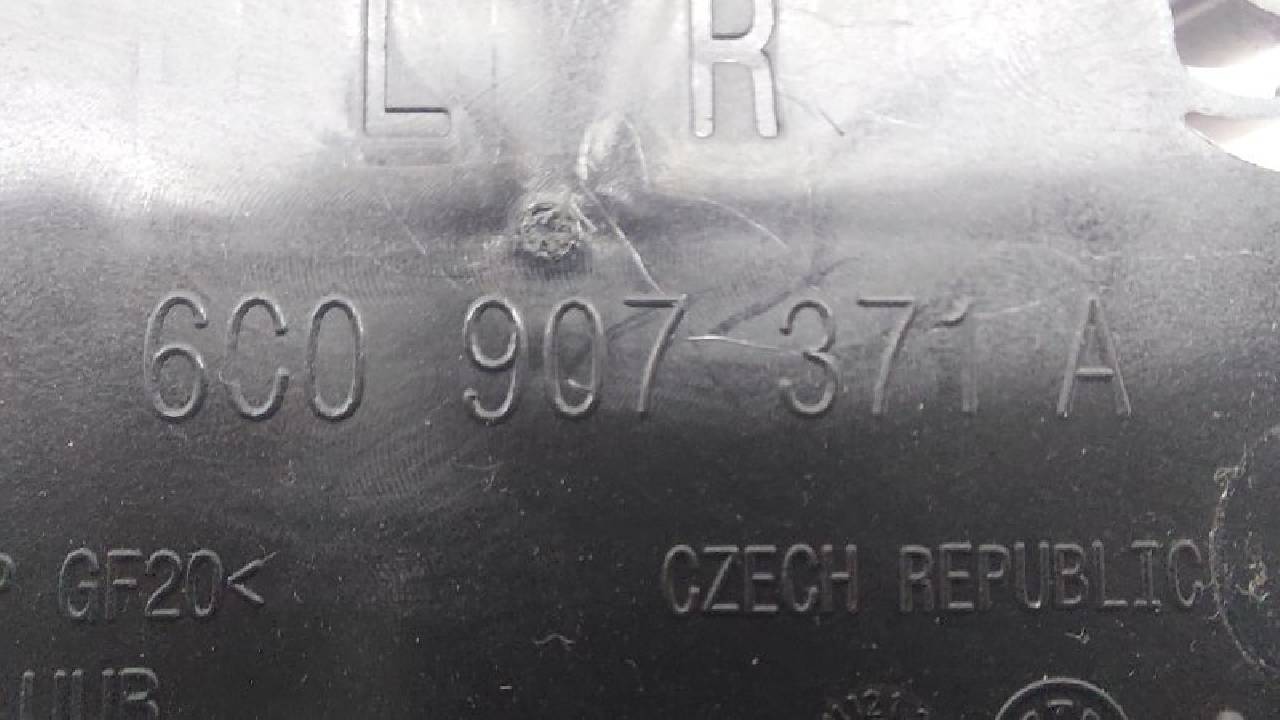 L R
6C0 907 371 A
P GF20<
CZECH REPUBLIC